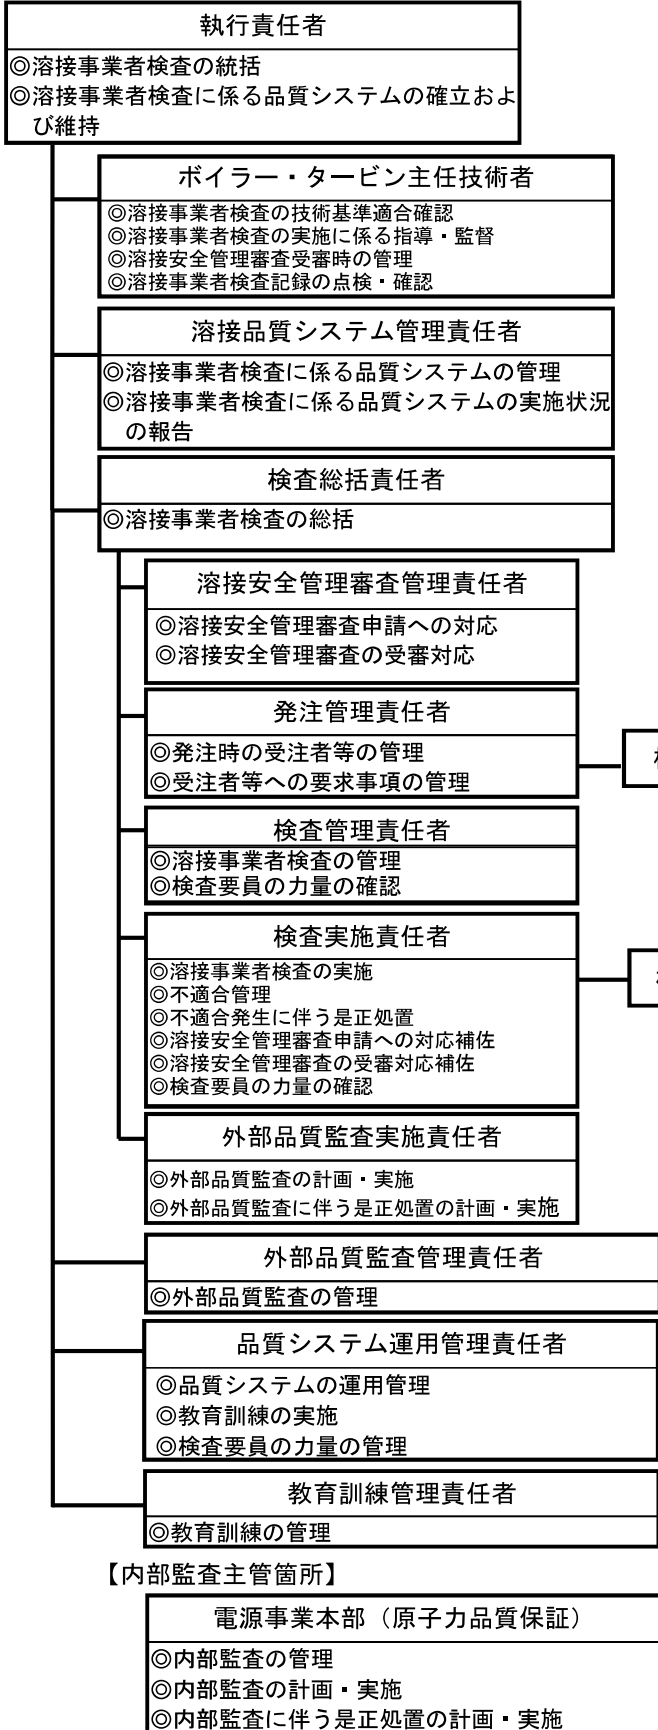 執行責任者
◎溶接事業者検査の統括
◎溶接事業者検査に係る品質システムの確立およ
び維持
ボイラー・タービン主任技術者
◎溶接事業者検査の技術基準適合確認
◎溶接事業者検査の実施に係る指導・監督
◎溶接安全管理審査受審時の管理
◎溶接事業者検査記録の点検・確認
溶接品質システム管理責任者
◎溶接事業者検査に係る品質システムの管理
◎溶接事業者検査に係る品質システムの実施状況
の報告
検査総括責任者
◎溶接事業者検査の総括
溶接安全管理審査管理責任者
◎溶接安全管理審査申請への対応
◎溶接安全管理審査の受審対応
発注管理責任者
◎発注時の受注者等の管理
◎受注者等への要求事項の管理
検査管理責任者
◎溶接事業者検査の管理
◎検査要員の力量の確認
検査実施責任者
◎溶接事業者検査の実施
◎不適合管理
◎不適合発生に伴う是正処置
◎溶接安全管理審査申請への対応補佐
◎溶接安全管理審査の受審対応補佐
◎検査要員の力量の確認
外部品質監査実施責任者
◎外部品質監査の計画・実施
◎外部品質監査に伴う是正処置の計画・実施
外部品質監査管理責任者
◎外部品質監査の管理
品質システム運用管理責任者
◎品質システムの運用管理
◎教育訓練の実施
◎検査要員の力量の管理
教育訓練管理責任者
◎教育訓練の管理
【内部監査主管箇所】
電源事業本部（原子力品質保証）
◎内部監査の管理
◎内部監査の計画・実施
◎内部監査に伴う是正処置の計画・実施